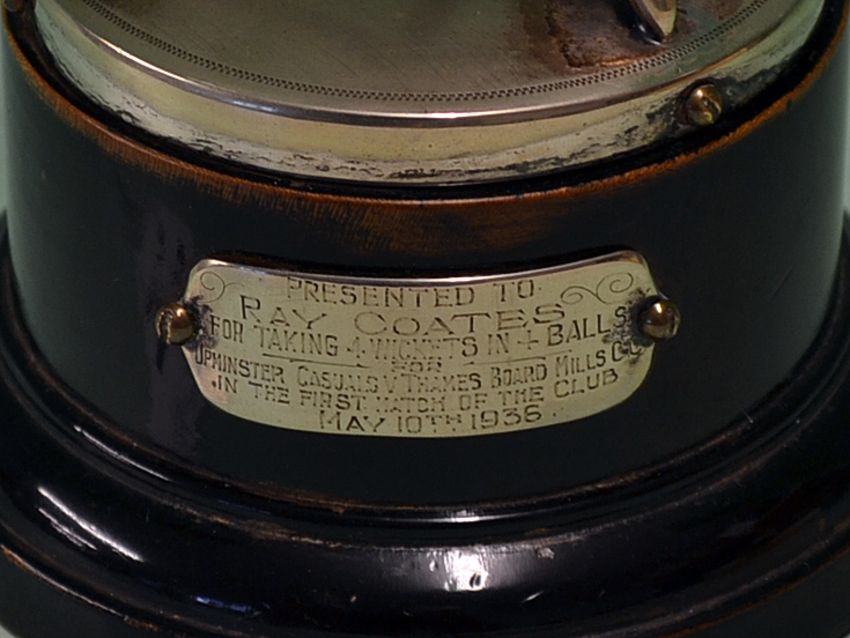 PRESENTED TO
RAY COATES
FOR TAKING 4 WICKETS IN 4 BALLS
FOR
UPMINSTER CASUALS V THAMES BOARD MILLS C.C.
IN THE FIRST MATCH OF THE CLUB
MAY 10TH 1936